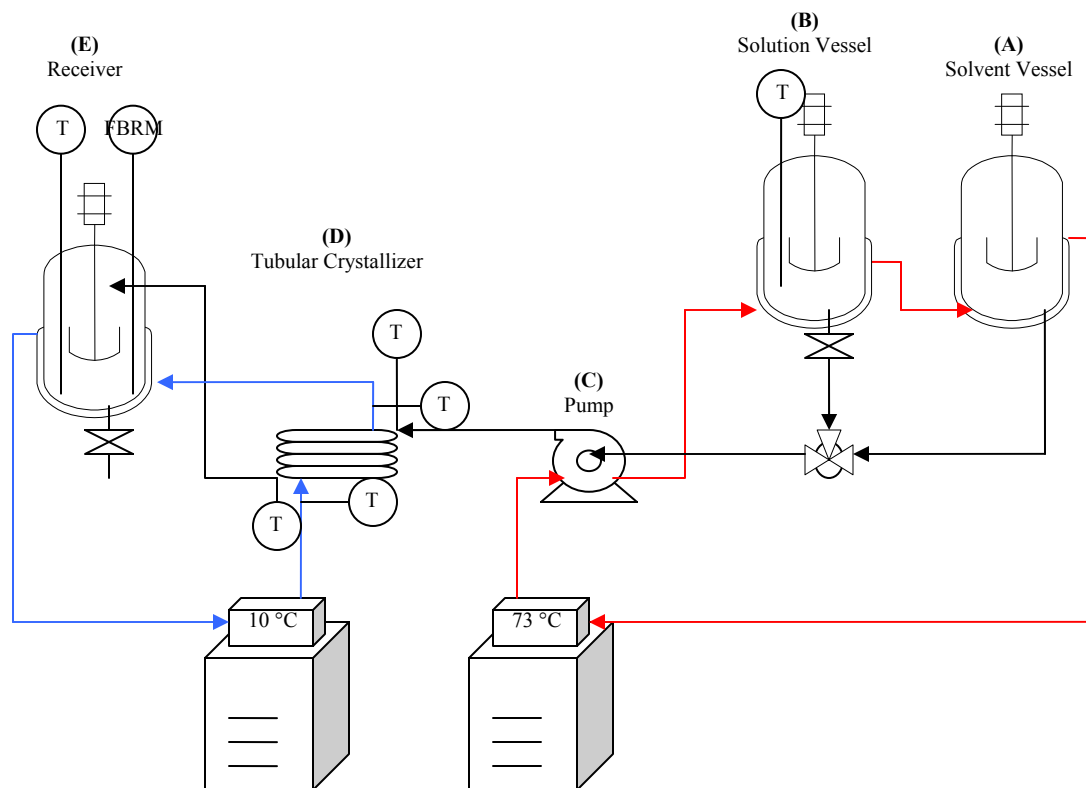 (B)
Solution Vessel
(A)
Solvent Vessel
(E)
Receiver
T
T
FBRM
(D)
Tubular Crystallizer
T
(C)
Pump
T
T
T
10 °C
73 °C